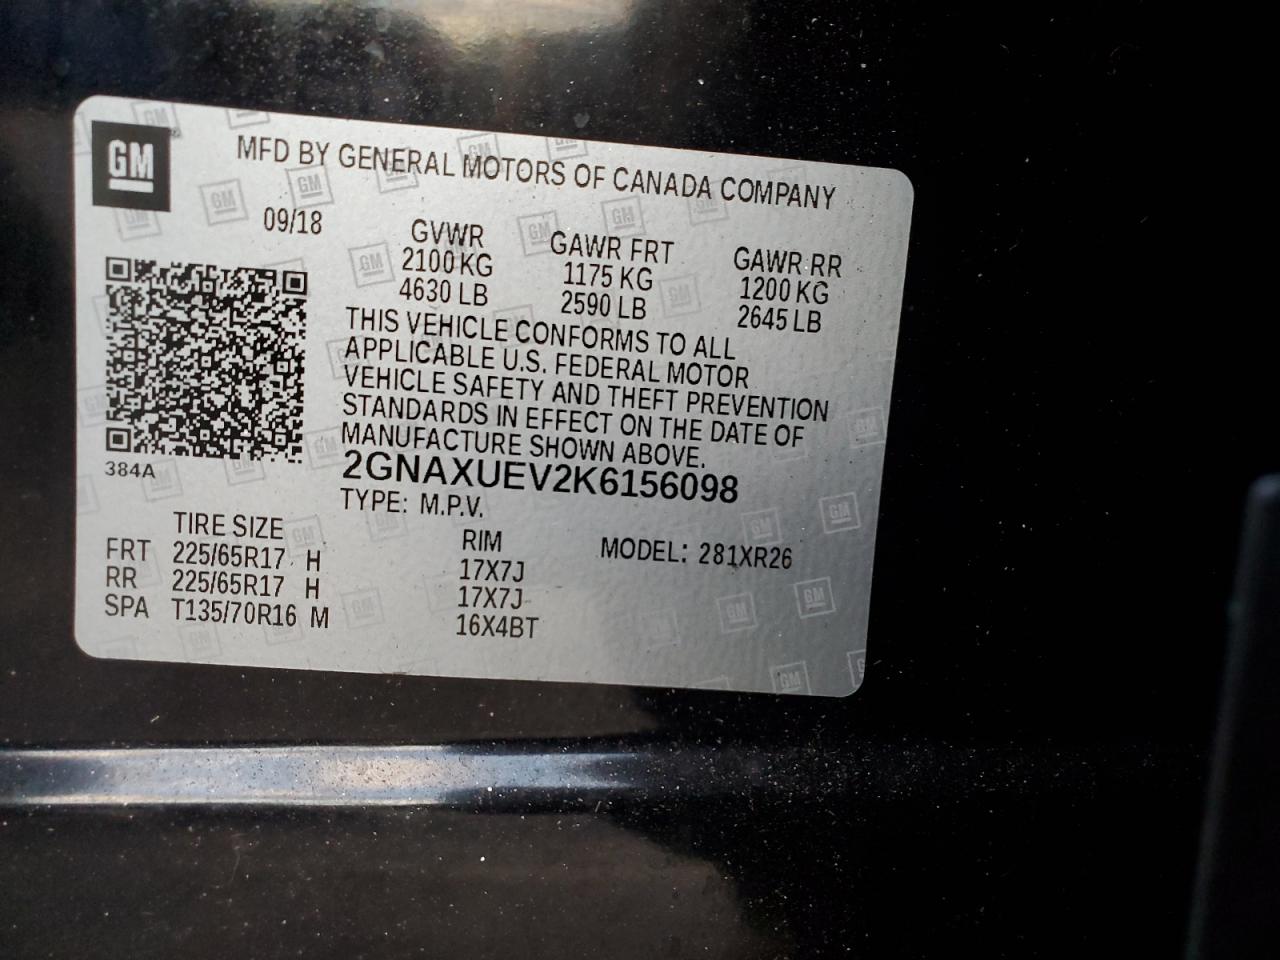 GM
MFD BY GENERAL MOTORS OF CANADA COMPANY
09/18
GVWR GAWR FRT GAWR RR
2100 KG 1175 KG 1200 KG
4630 LB 2590 LB 2645 LB
THIS VEHICLE CONFORMS TO ALL
APPLICABLE U.S. FEDERAL MOTOR
VEHICLE SAFETY AND THEFT PREVENTION
STANDARDS IN EFFECT ON THE DATE OF
MANUFACTURE SHOWN ABOVE.
384A
2GNAXUEV2K6156098
TYPE: M.P.V.
TIRE SIZE RIM MODEL: 281XR26
FRT 225/65R17 H 17X7J
RR 225/65R17 H 17X7J
SPA T135/70R16 M 16X4BT